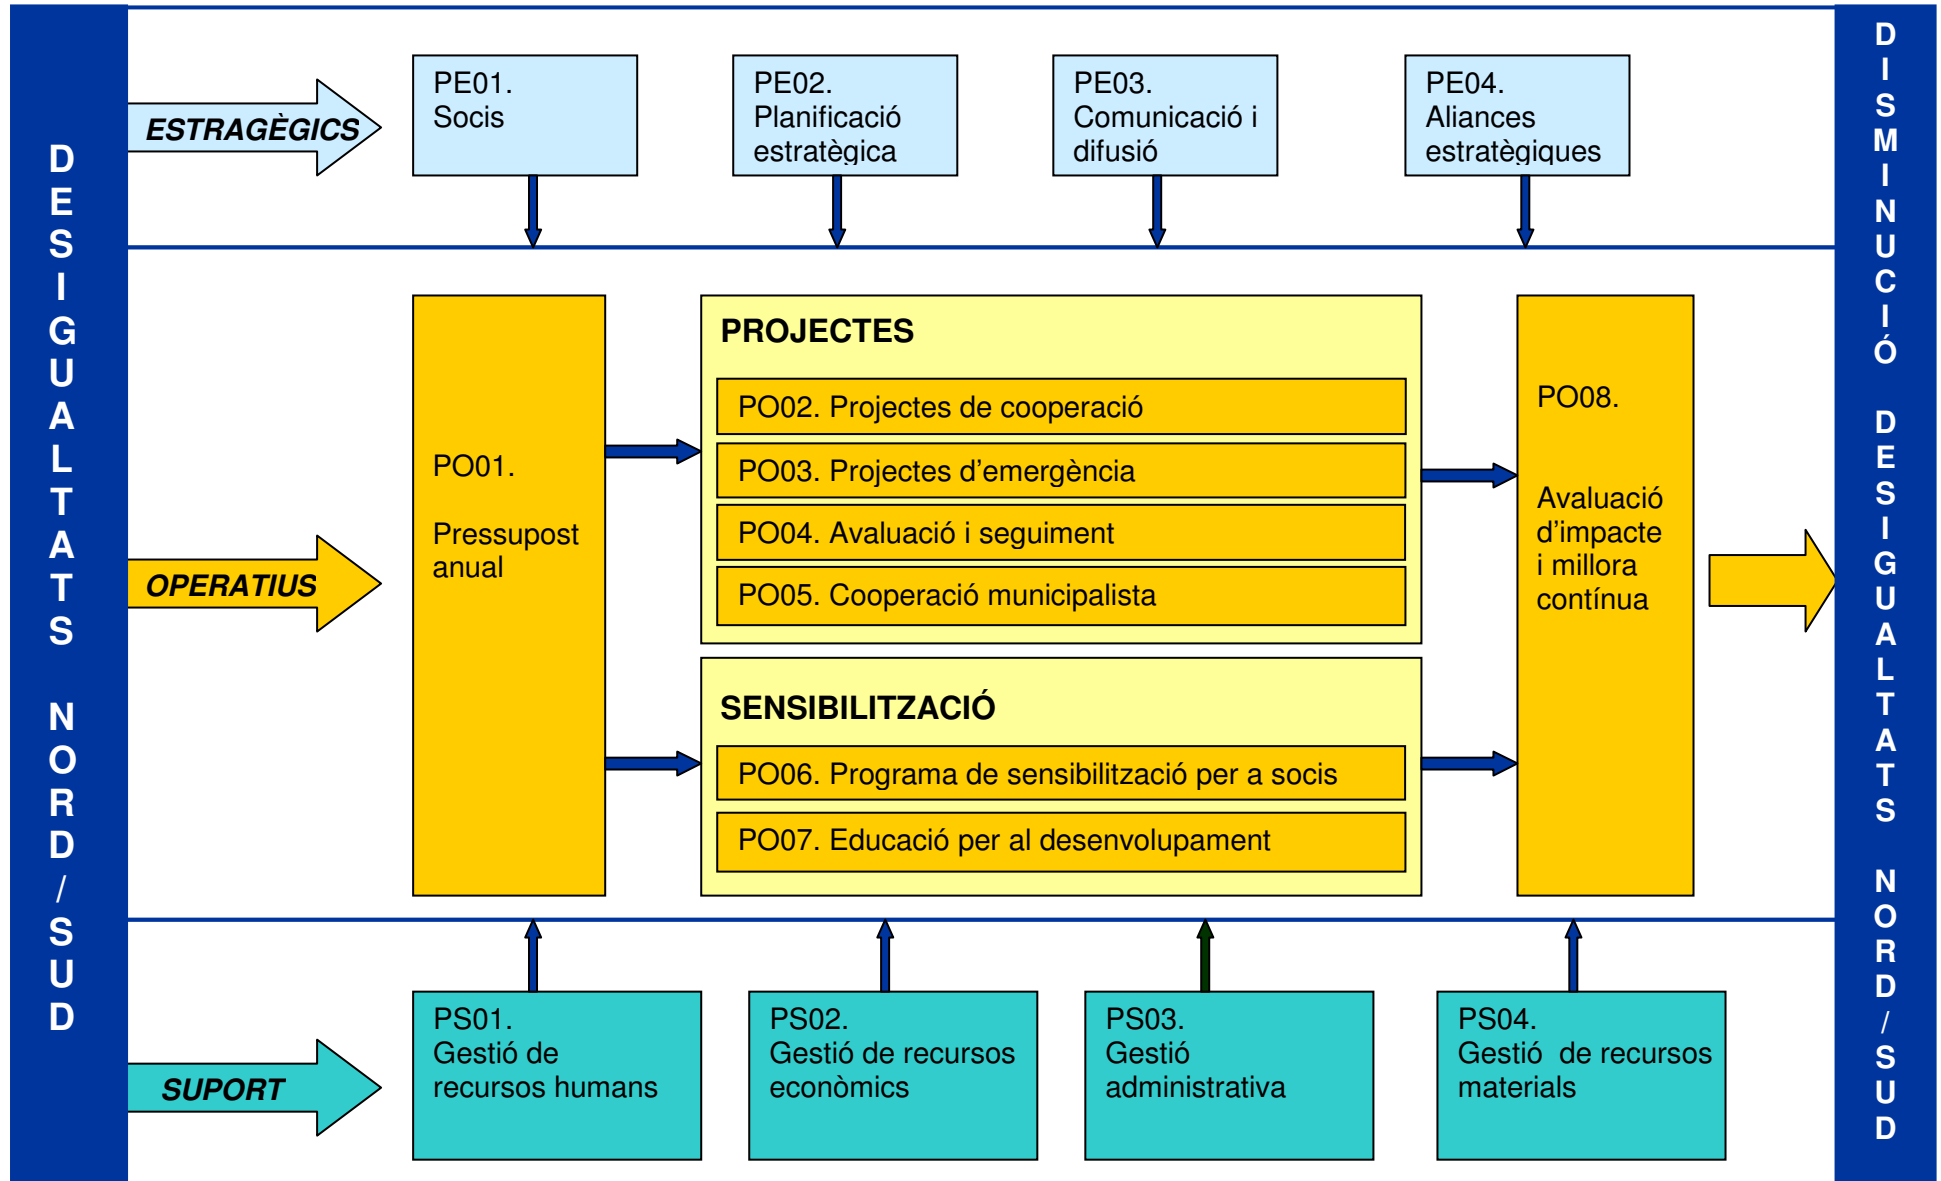 DESIGUALTATS NORD/SUD
ESTRAGÈGICS
PE01.
Socis
PE02.
Planificació
estratègica
PE03.
Comunicació i
difusió
PE04.
Aliances
estratègiques
OPERATIUS
PO01.
Pressupost
anual
PROJECTES
PO02. Projectes de cooperació
PO03. Projectes d’emergència
PO04. Avaluació i seguiment
PO05. Cooperació municipalista
SENSIBILITZACIÓ
PO06. Programa de sensibilització per a socis
PO07. Educació per al desenvolupament
PO08.
Avaluació
d’impacte
i millora
contínua
SUPORT
PS01.
Gestió de
recursos humans
PS02.
Gestió de recursos
econòmics
PS03.
Gestió
administrativa
PS04.
Gestió  de recursos
materials
DISMINUCIÓ DESIGUALTATS NORD/SUD